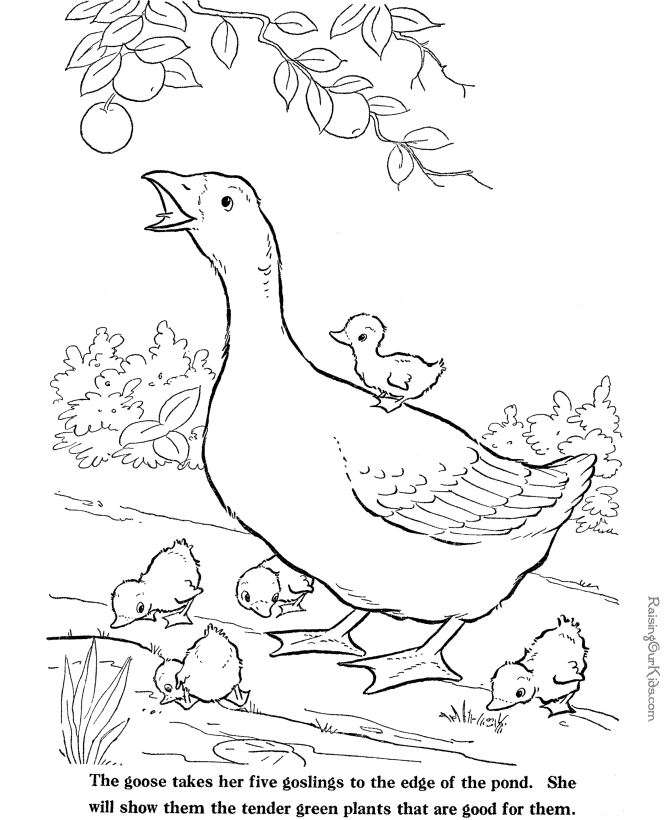 RaisingOurKids.com
The goose takes her five goslings to the edge of the pond. She
will show them the tender green plants that are good for them.